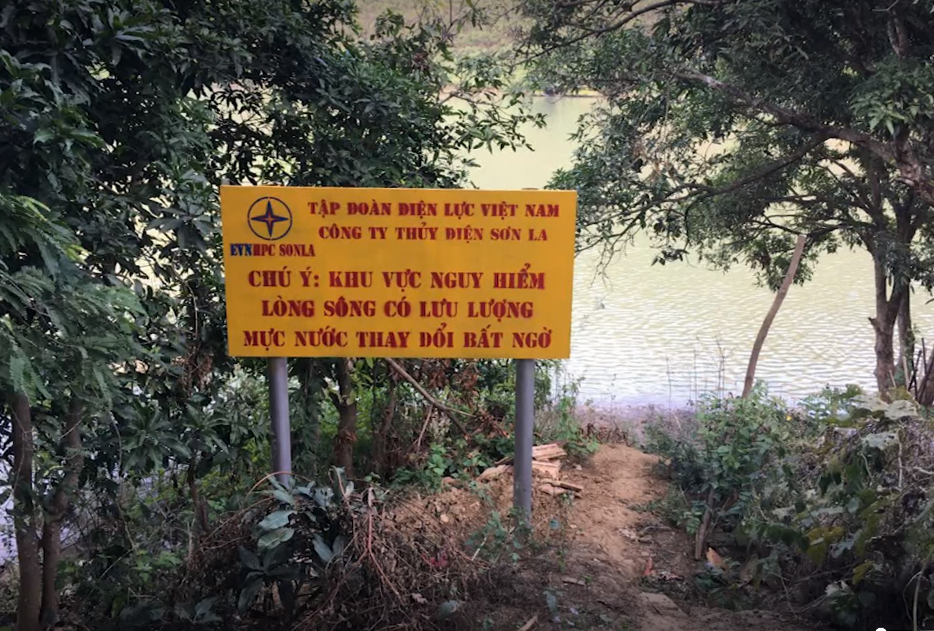 TẬP ĐOÀN ĐIỆN LỰC VIỆT NAM
CÔNG TY THỦY ĐIỆN SƠN LA
EVNHPC SONLA
CHÚ Ý: KHU VỰC NGUY HIỂM
LÒNG SÔNG CÓ LƯU LƯỢNG
MỰC NƯỚC THAY ĐỔI BẤT NGỜ